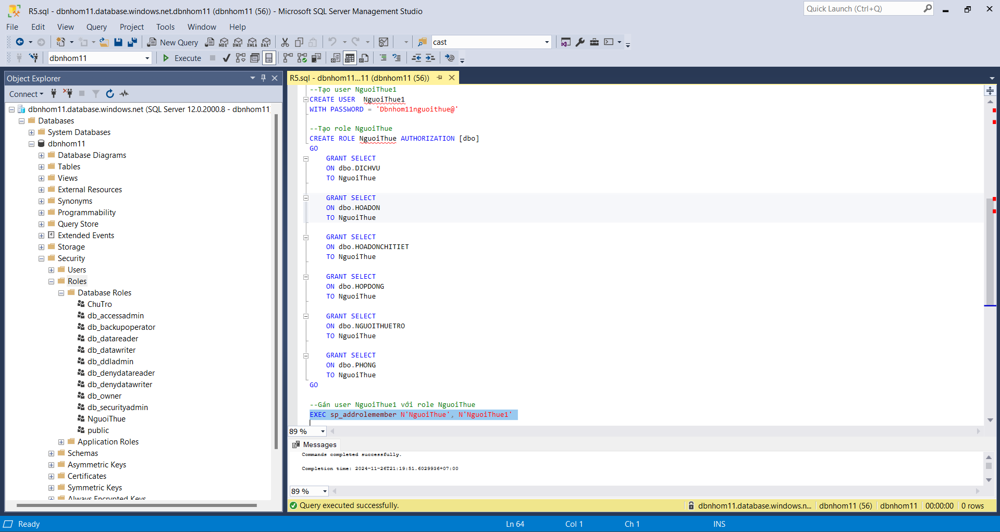 R5.sql - dbnhom11.database.windows.net.dbnhom11 (dbnhom11 (56)) - Microsoft SQL Server Management Studio
Quick Launch (Ctrl+Q)
File Edit View Query Project Tools Window Help
New Query
MDX DMX XMLA DAX
cast
dbnhom11
Execute
Object Explorer
Connect
dbnhom11.database.windows.net (SQL Server 12.0.2000.8 - dbnhom11)
Databases
System Databases
dbnhom11
Database Diagrams
Tables
Views
External Resources
Synonyms
Programmability
Query Store
Extended Events
Storage
Security
Users
Roles
Database Roles
ChuTro
db_accessadmin
db_backupoperator
db_datareader
db_datawriter
db_ddladmin
db_denydatareader
db_denydatawriter
db_owner
db_securityadmin
NguoiThue
public
Application Roles
Schemas
Asymmetric Keys
Certificates
Symmetric Keys
Always Encrypted Keys
R5.sql - dbnhom11...11 (dbnhom11 (56))
--Tạo user NguoiThue1
CREATE USER NguoiThue1
WITH PASSWORD = 'Dbnhom11nguoithue@'
--Tạo role NguoiThue
CREATE ROLE NguoiThue AUTHORIZATION [dbo]
GO
GRANT SELECT
ON dbo.DICHVU
TO NguoiThue
GRANT SELECT
ON dbo.HOADON
TO NguoiThue
GRANT SELECT
ON dbo.HOADONCHITIET
TO NguoiThue
GRANT SELECT
ON dbo.HOPDONG
TO NguoiThue
GRANT SELECT
ON dbo.NGUOITHUETRO
TO NguoiThue
GRANT SELECT
ON dbo.PHONG
TO NguoiThue
GO
--Gán user NguoiThue1 với role NguoiThue
EXEC sp_addrolemember N'NguoiThue', N'NguoiThue1'
89 %
Messages
Commands completed successfully.
Completion time: 2024-11-26T21:19:51.6029936+07:00
89 %
Query executed successfully.
dbnhom11.database.windows.n... dbnhom11 (56) dbnhom11 00:00:00 0 rows
Ready
Ln 64 Col 1 Ch 1 INS